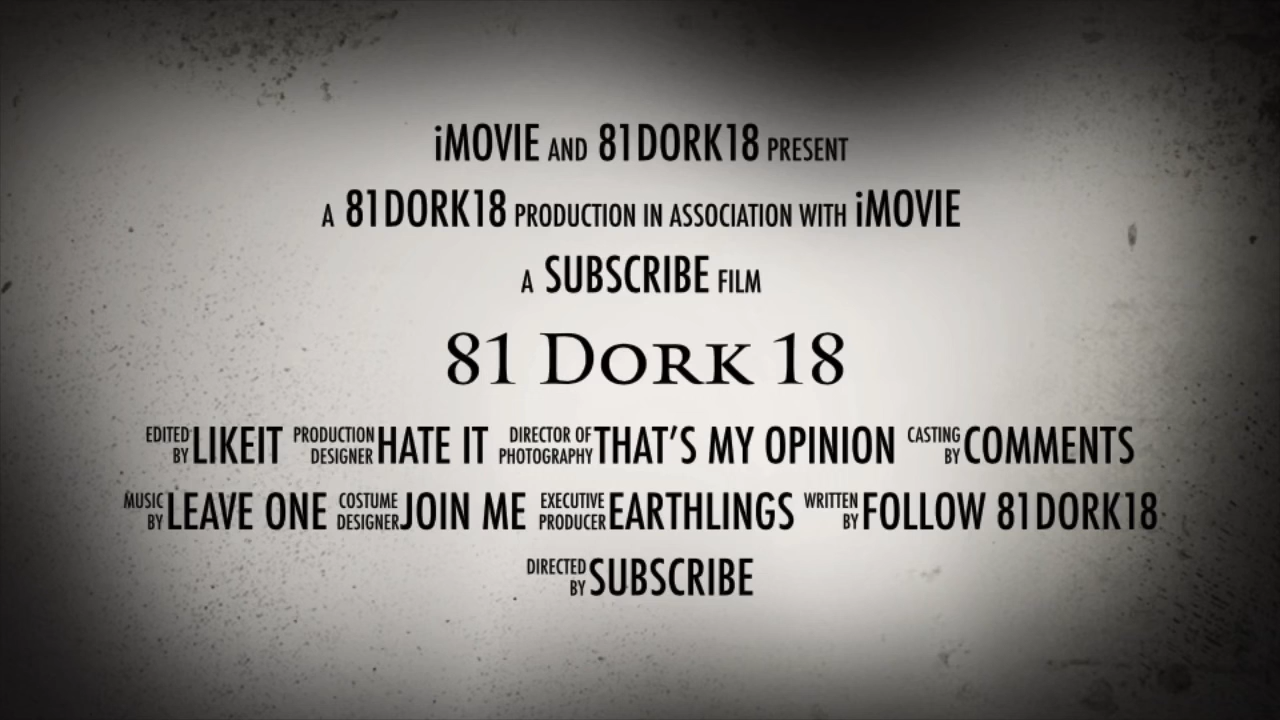 iMOVIE AND 81DORK18 PRESENT
A 81DORK18 PRODUCTION IN ASSOCIATION WITH iMOVIE
A SUBSCRIBE FILM
81 DORK 18
EDITED BY LIKEIT PRODUCTION DESIGNER HATE IT DIRECTOR OF PHOTOGRAPHY THAT'S MY OPINION CASTING BY COMMENTS
MUSIC BY LEAVE ONE COSTUME DESIGNER JOIN ME EXECUTIVE PRODUCER EARTHLINGS WRITTEN BY FOLLOW 81DORK18
DIRECTED BY SUBSCRIBE